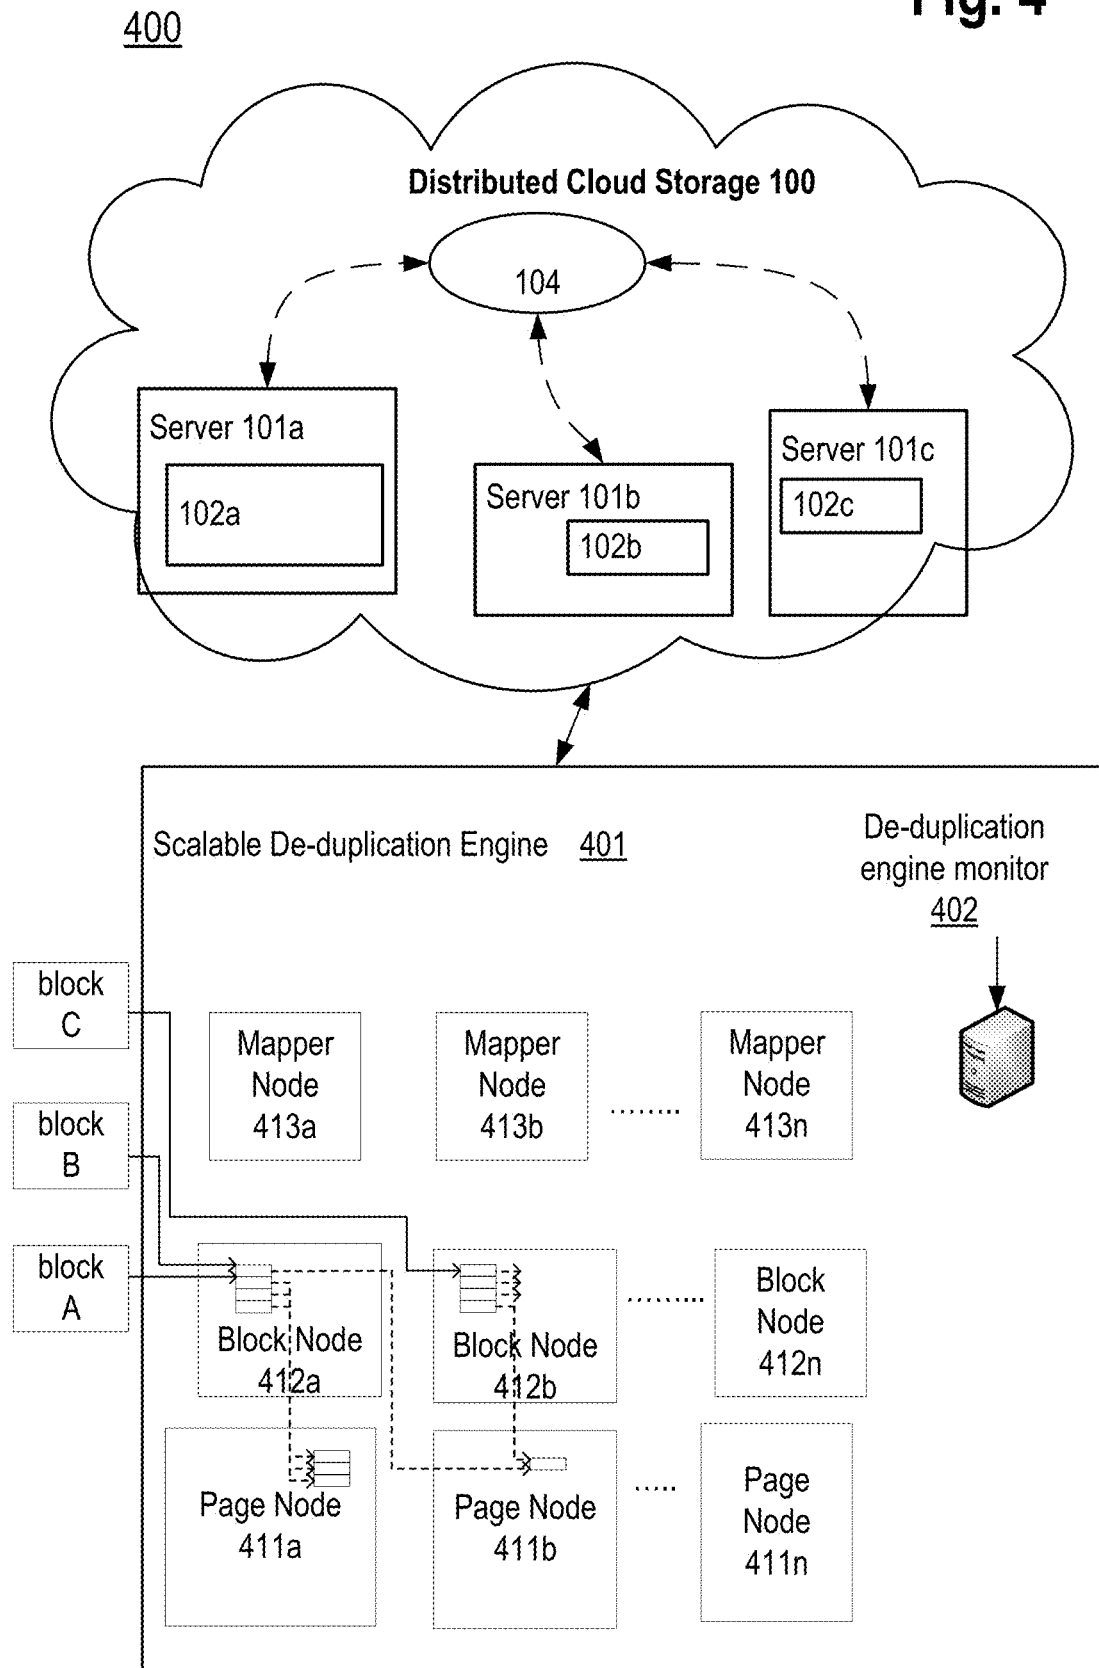 Fig. 4
400
Distributed Cloud Storage 100
104
Server 101a
102a
Server 101b
102b
Server 101c
102c
Scalable De-duplication Engine 401
De-duplication
engine monitor
402
block
C
block
B
block
A
Mapper
Node
413a
Mapper
Node
413b
........
Mapper
Node
413n
Block Node
412a
Block Node
412b
.........
Block
Node
412n
Page Node
411a
Page Node
411b
.....
Page
Node
411n